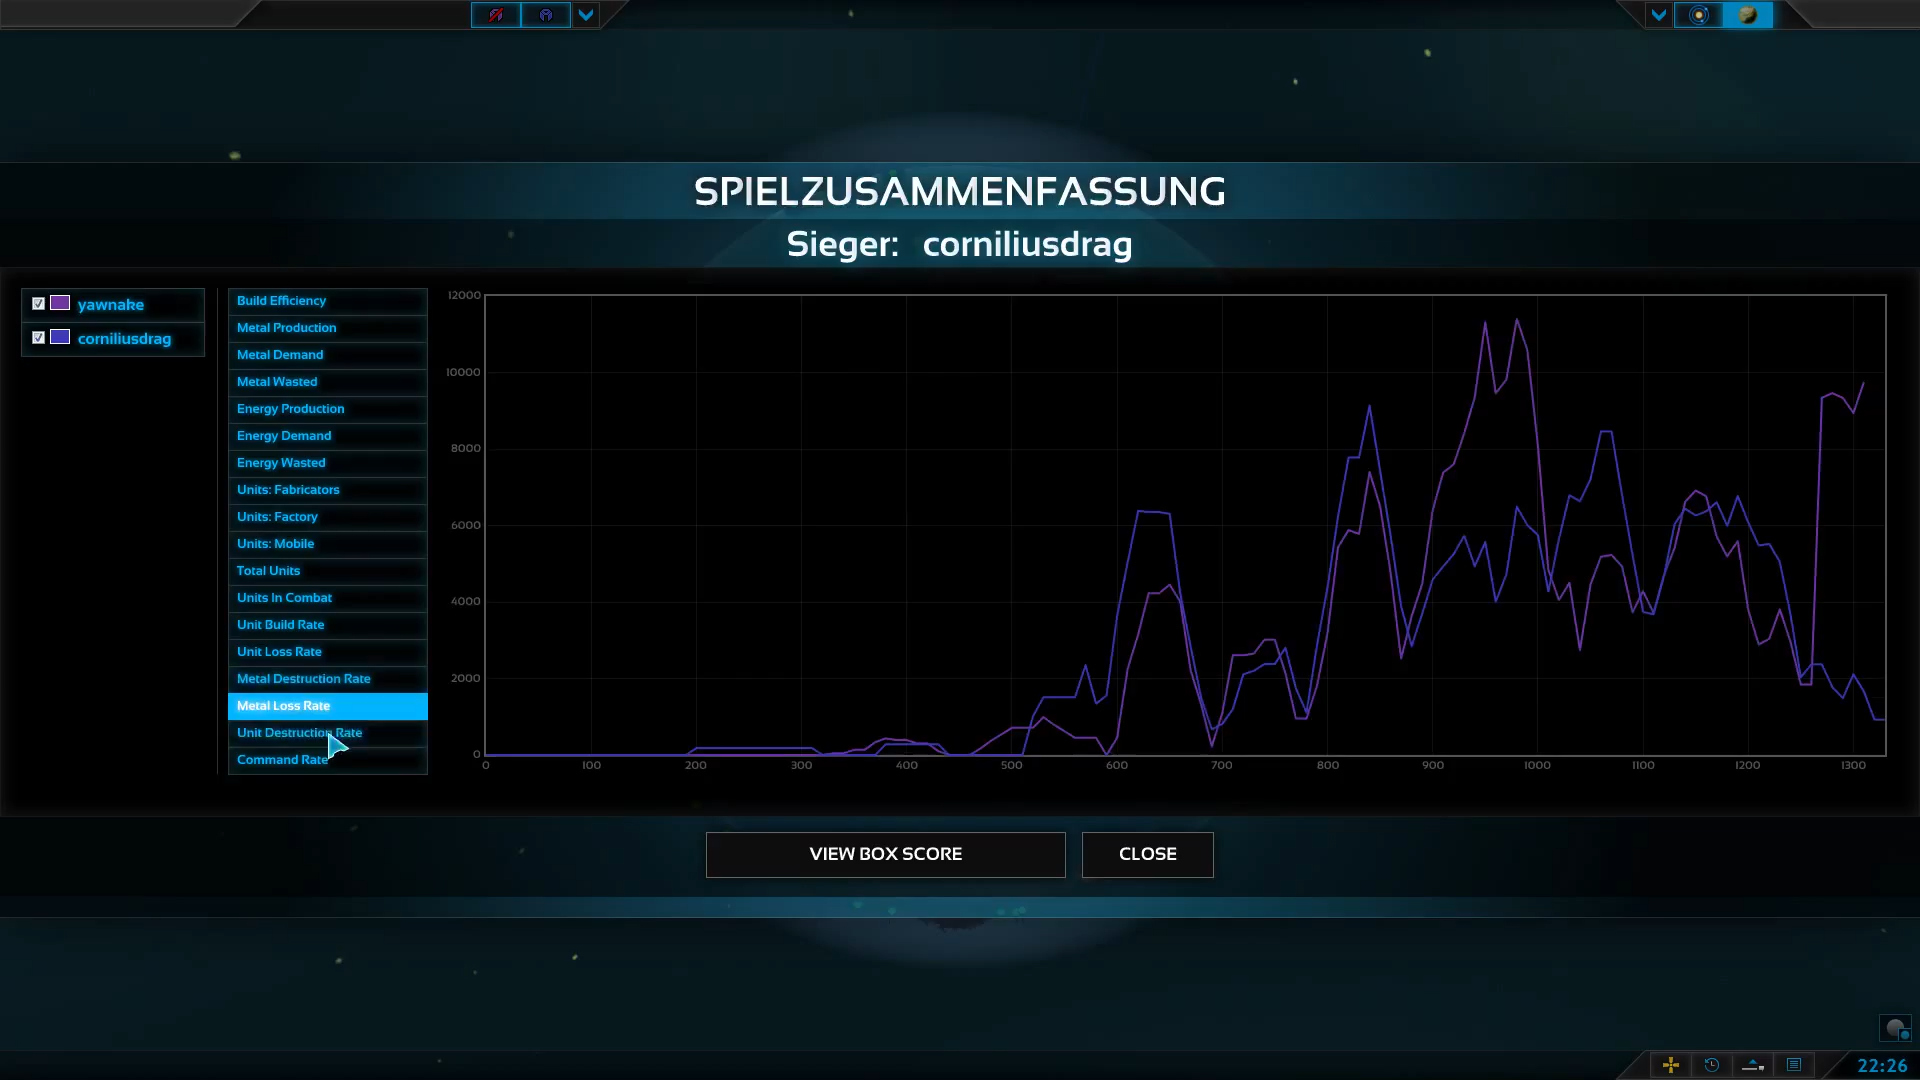 SPIELZUSAMMENFASSUNG
Sieger: corniliusdrag
yawnake
corniliusdrag
Build Efficiency
Metal Production
Metal Demand
Metal Wasted
Energy Production
Energy Demand
Energy Wasted
Units: Fabricators
Units: Factory
Units: Mobile
Total Units
Units In Combat
Unit Build Rate
Unit Loss Rate
Metal Destruction Rate
Metal Loss Rate
Unit Destruction Rate
Command Rate
12000
10000
8000
6000
4000
2000
0
0 100 200 300 400 500 600 700 800 900 1000 1100 1200 1300
VIEW BOX SCORE
CLOSE
22:26